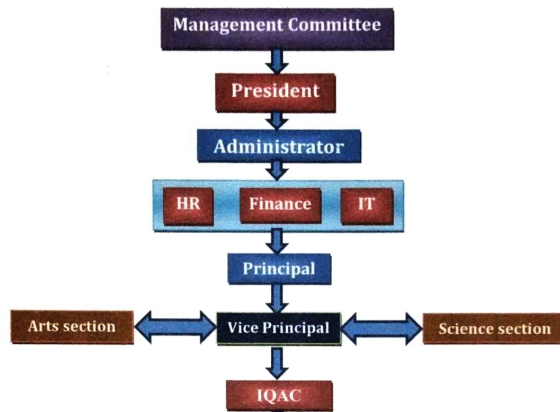 Management Committee
President
Administrator
HR Finance IT
Principal
Arts section Vice Principal Science section
IQAC